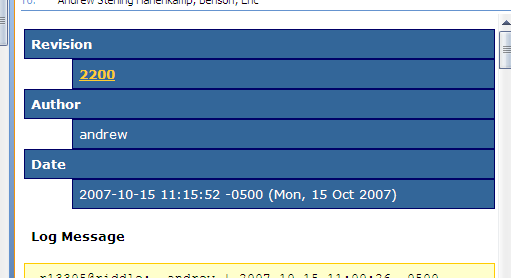 To: Andrew Sterling Hanenkamp; Benson, Eric
Revision
2200
Author
andrew
Date
2007-10-15 11:15:52 -0500 (Mon, 15 Oct 2007)
Log Message
r13395@riddle: andrew | 2007-10-15 11:09:26 -0500